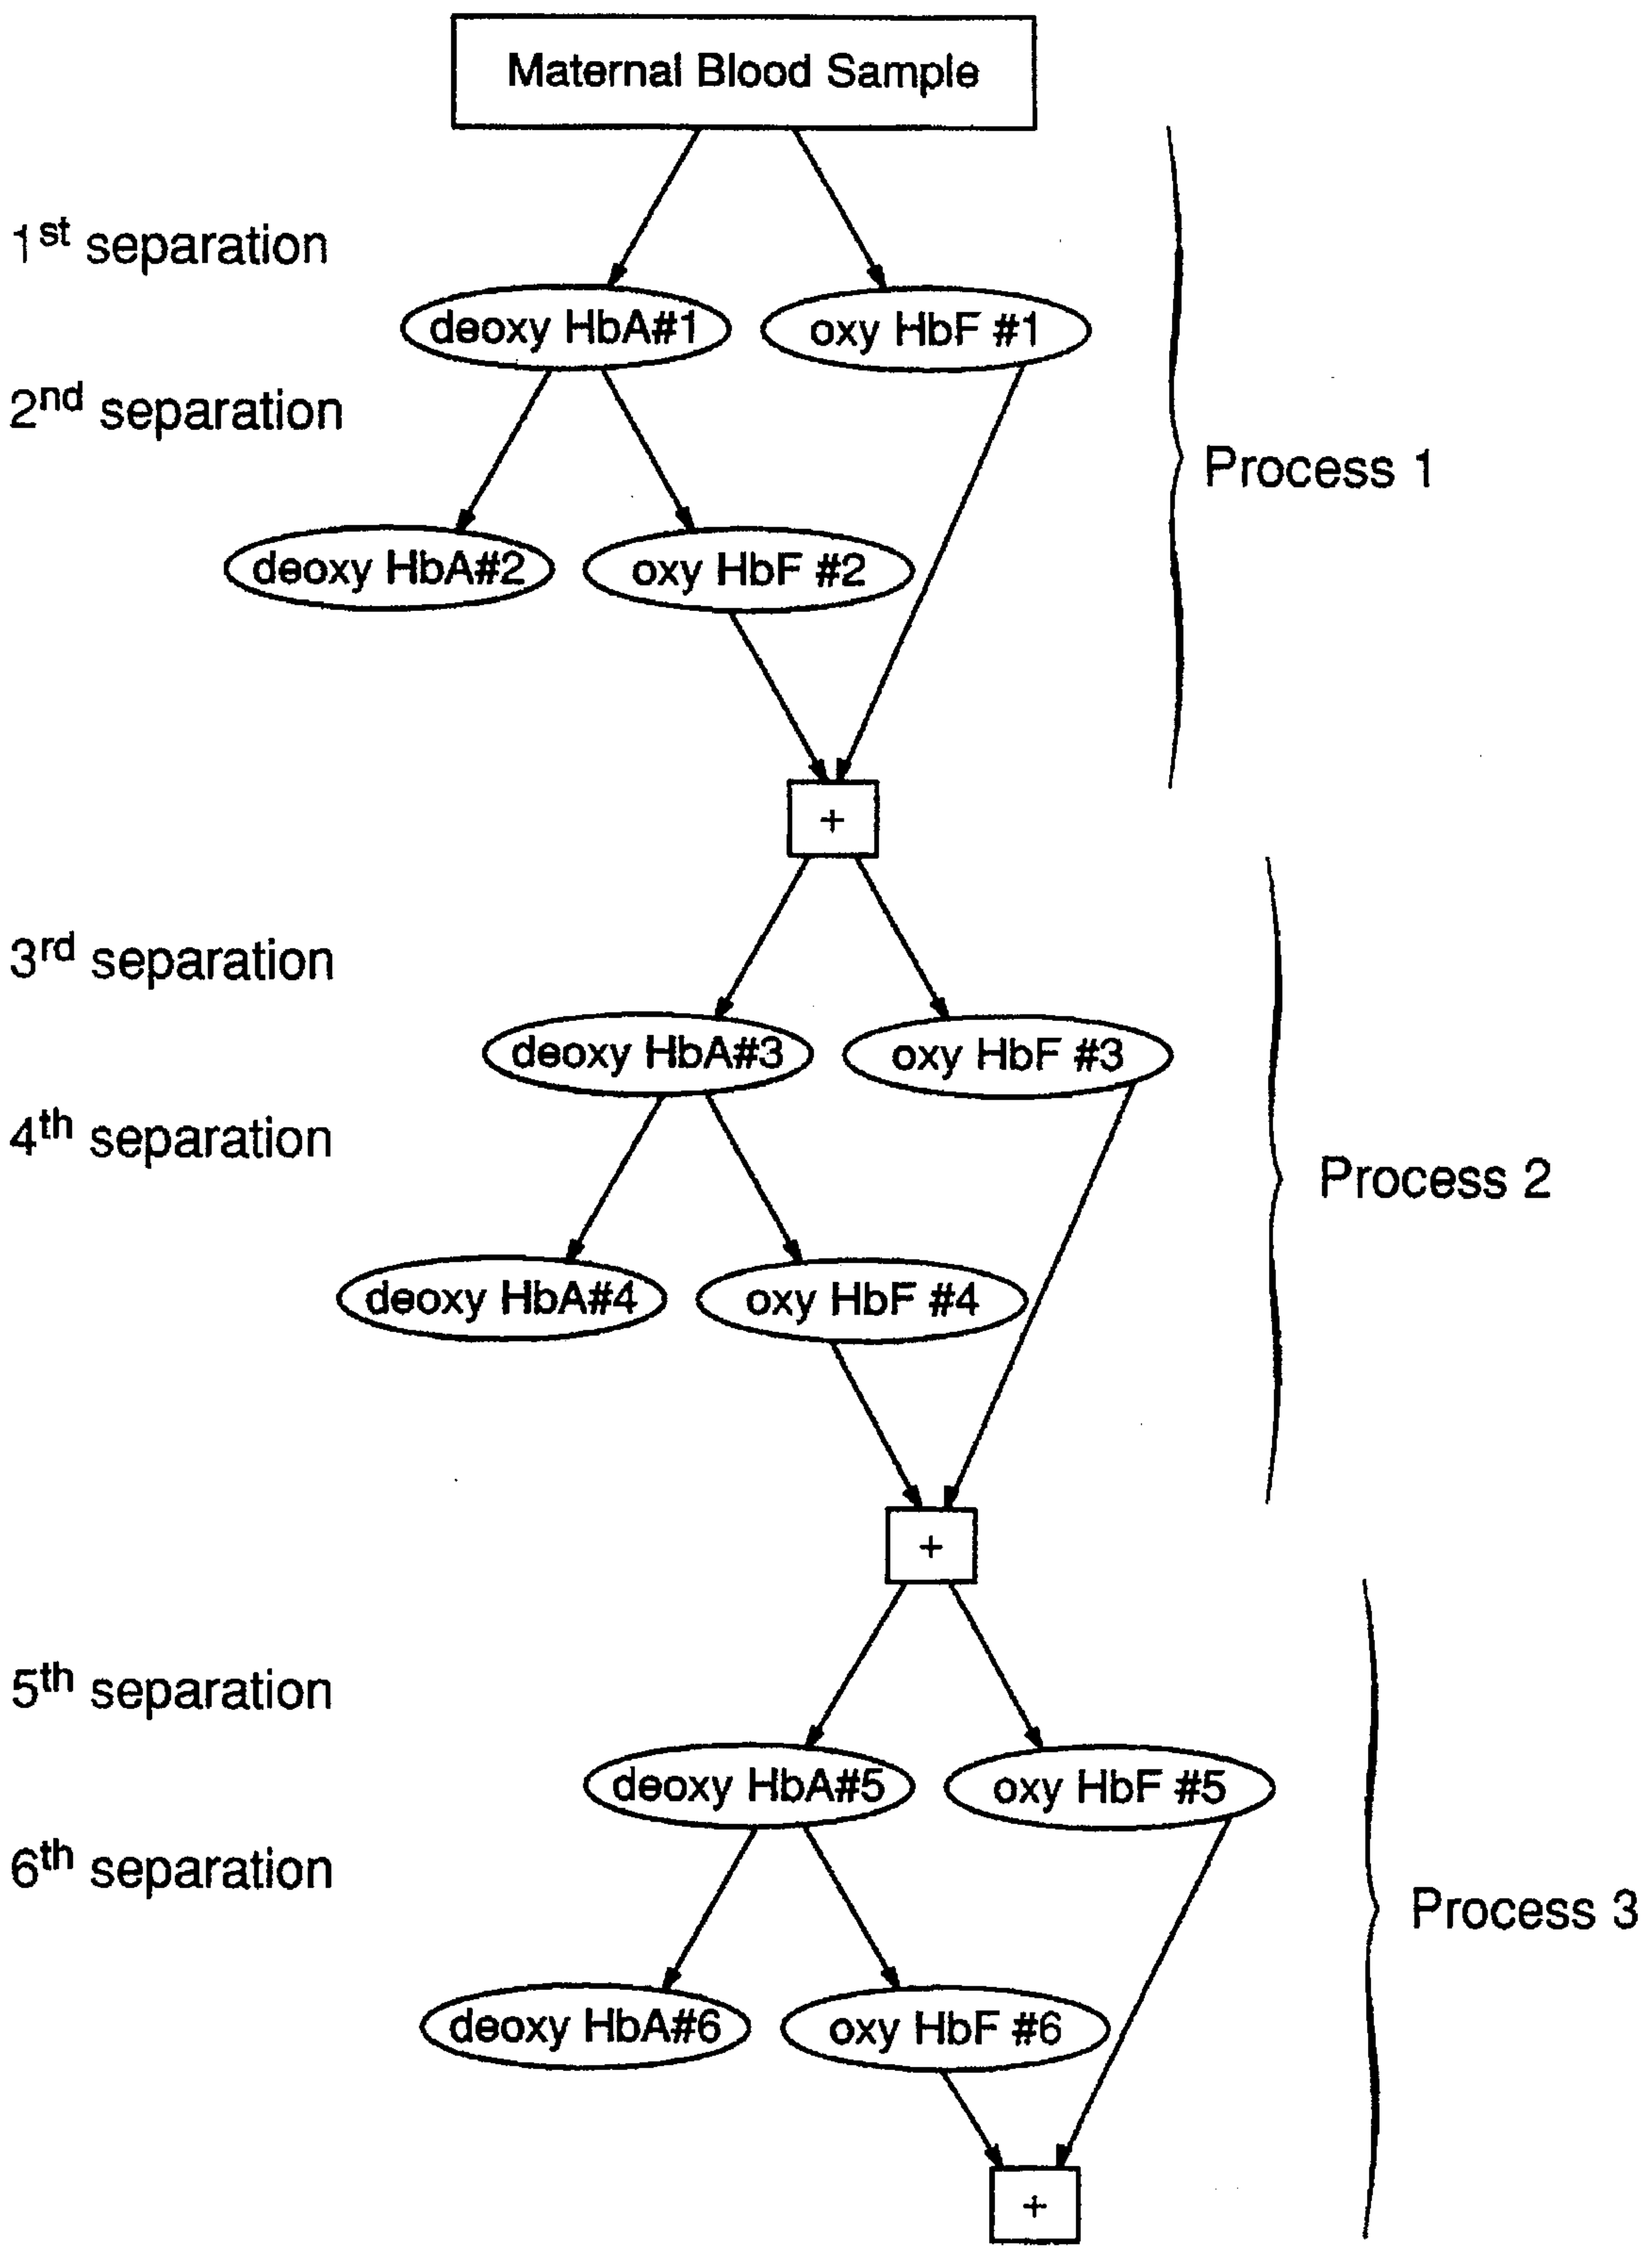 Maternal Blood Sample
1st separation
deoxy HbA#1
oxy HbF #1
2nd separation
Process 1
deoxy HbA#2
oxy HbF #2
+
3rd separation
deoxy HbA#3
oxy HbF #3
4th separation
Process 2
deoxy HbA#4
oxy HbF #4
+
5th separation
deoxy HbA#5
oxy HbF #5
6th separation
Process 3
deoxy HbA#6
oxy HbF #6
+